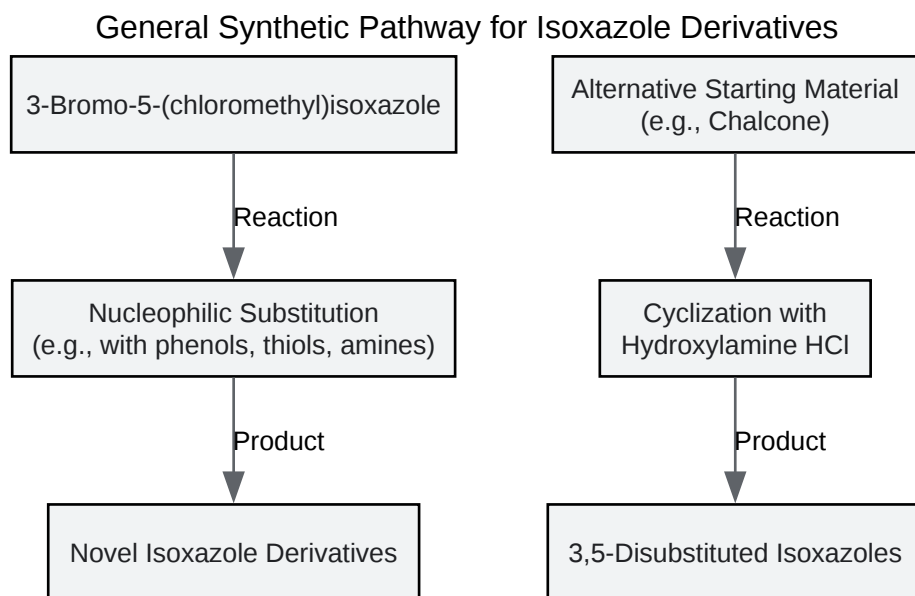 General Synthetic Pathway for Isoxazole Derivatives
3-Bromo-5-(chloromethyl)isoxazole
Reaction
Nucleophilic Substitution
(e.g., with phenols, thiols, amines)
Product
Novel Isoxazole Derivatives
Alternative Starting Material
(e.g., Chalcone)
Reaction
Cyclization with
Hydroxylamine HCl
Product
3,5-Disubstituted Isoxazoles